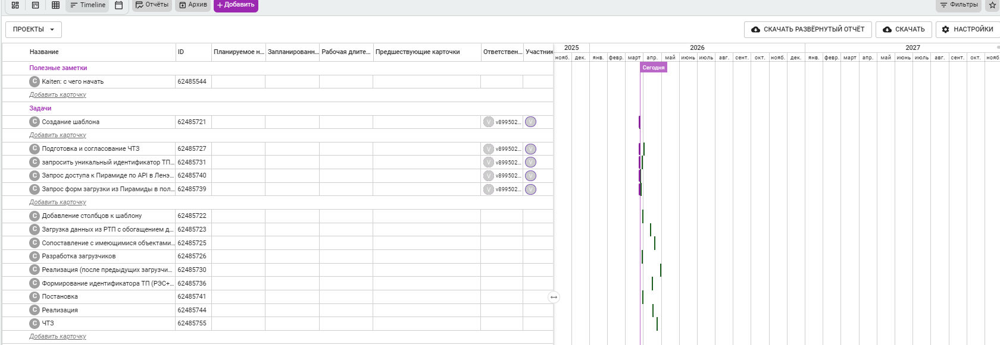 Timeline Отчёты Архив + Добавить Фильтры
ПРОЕКТЫ СКАЧАТЬ РАЗВЁРНУТЫЙ ОТЧЁТ СКАЧАТЬ НАСТРОЙКИ
2025 2026 2027
Название ID Планируемое н... Запланированн... Рабочая длите... Предшествующие карточки Ответствен... Участник
нояб. дек. янв. февр. март апр. май июнь июль авг. сент. окт. нояб. дек. янв. февр. март апр. май июнь июль авг. сент. окт. нояб.
Полезные заметки Сегодня
C Kaiten: с чего начать 62485544
Добавить карточку
Задачи
C Создание шаблона 62485721 V v899502... V
Добавить карточку
C Подготовка и согласование ЧТЗ 62485727 V v899502... V
C запросить уникальный идентификатор ТП... 62485731 V v899502... V
C Запрос доступа к Пирамиде по API в Ленэ... 62485740 V v899502... V
C Запрос форм загрузки из Пирамиды в пол... 62485739 V v899502... V
Добавить карточку
C Добавление столбцов к шаблону 62485722
C Загрузка данных из РТП с обогащением д... 62485723
C Сопоставление с имеющимися объектами... 62485725
C Разработка загрузчиков 62485726
C Реализация (после предыдущих загрузчи... 62485730
C Формирование идентификатора ТП (РЭС+... 62485736
C Постановка 62485741
C Реализация 62485744
C ЧТЗ 62485755
Добавить карточку